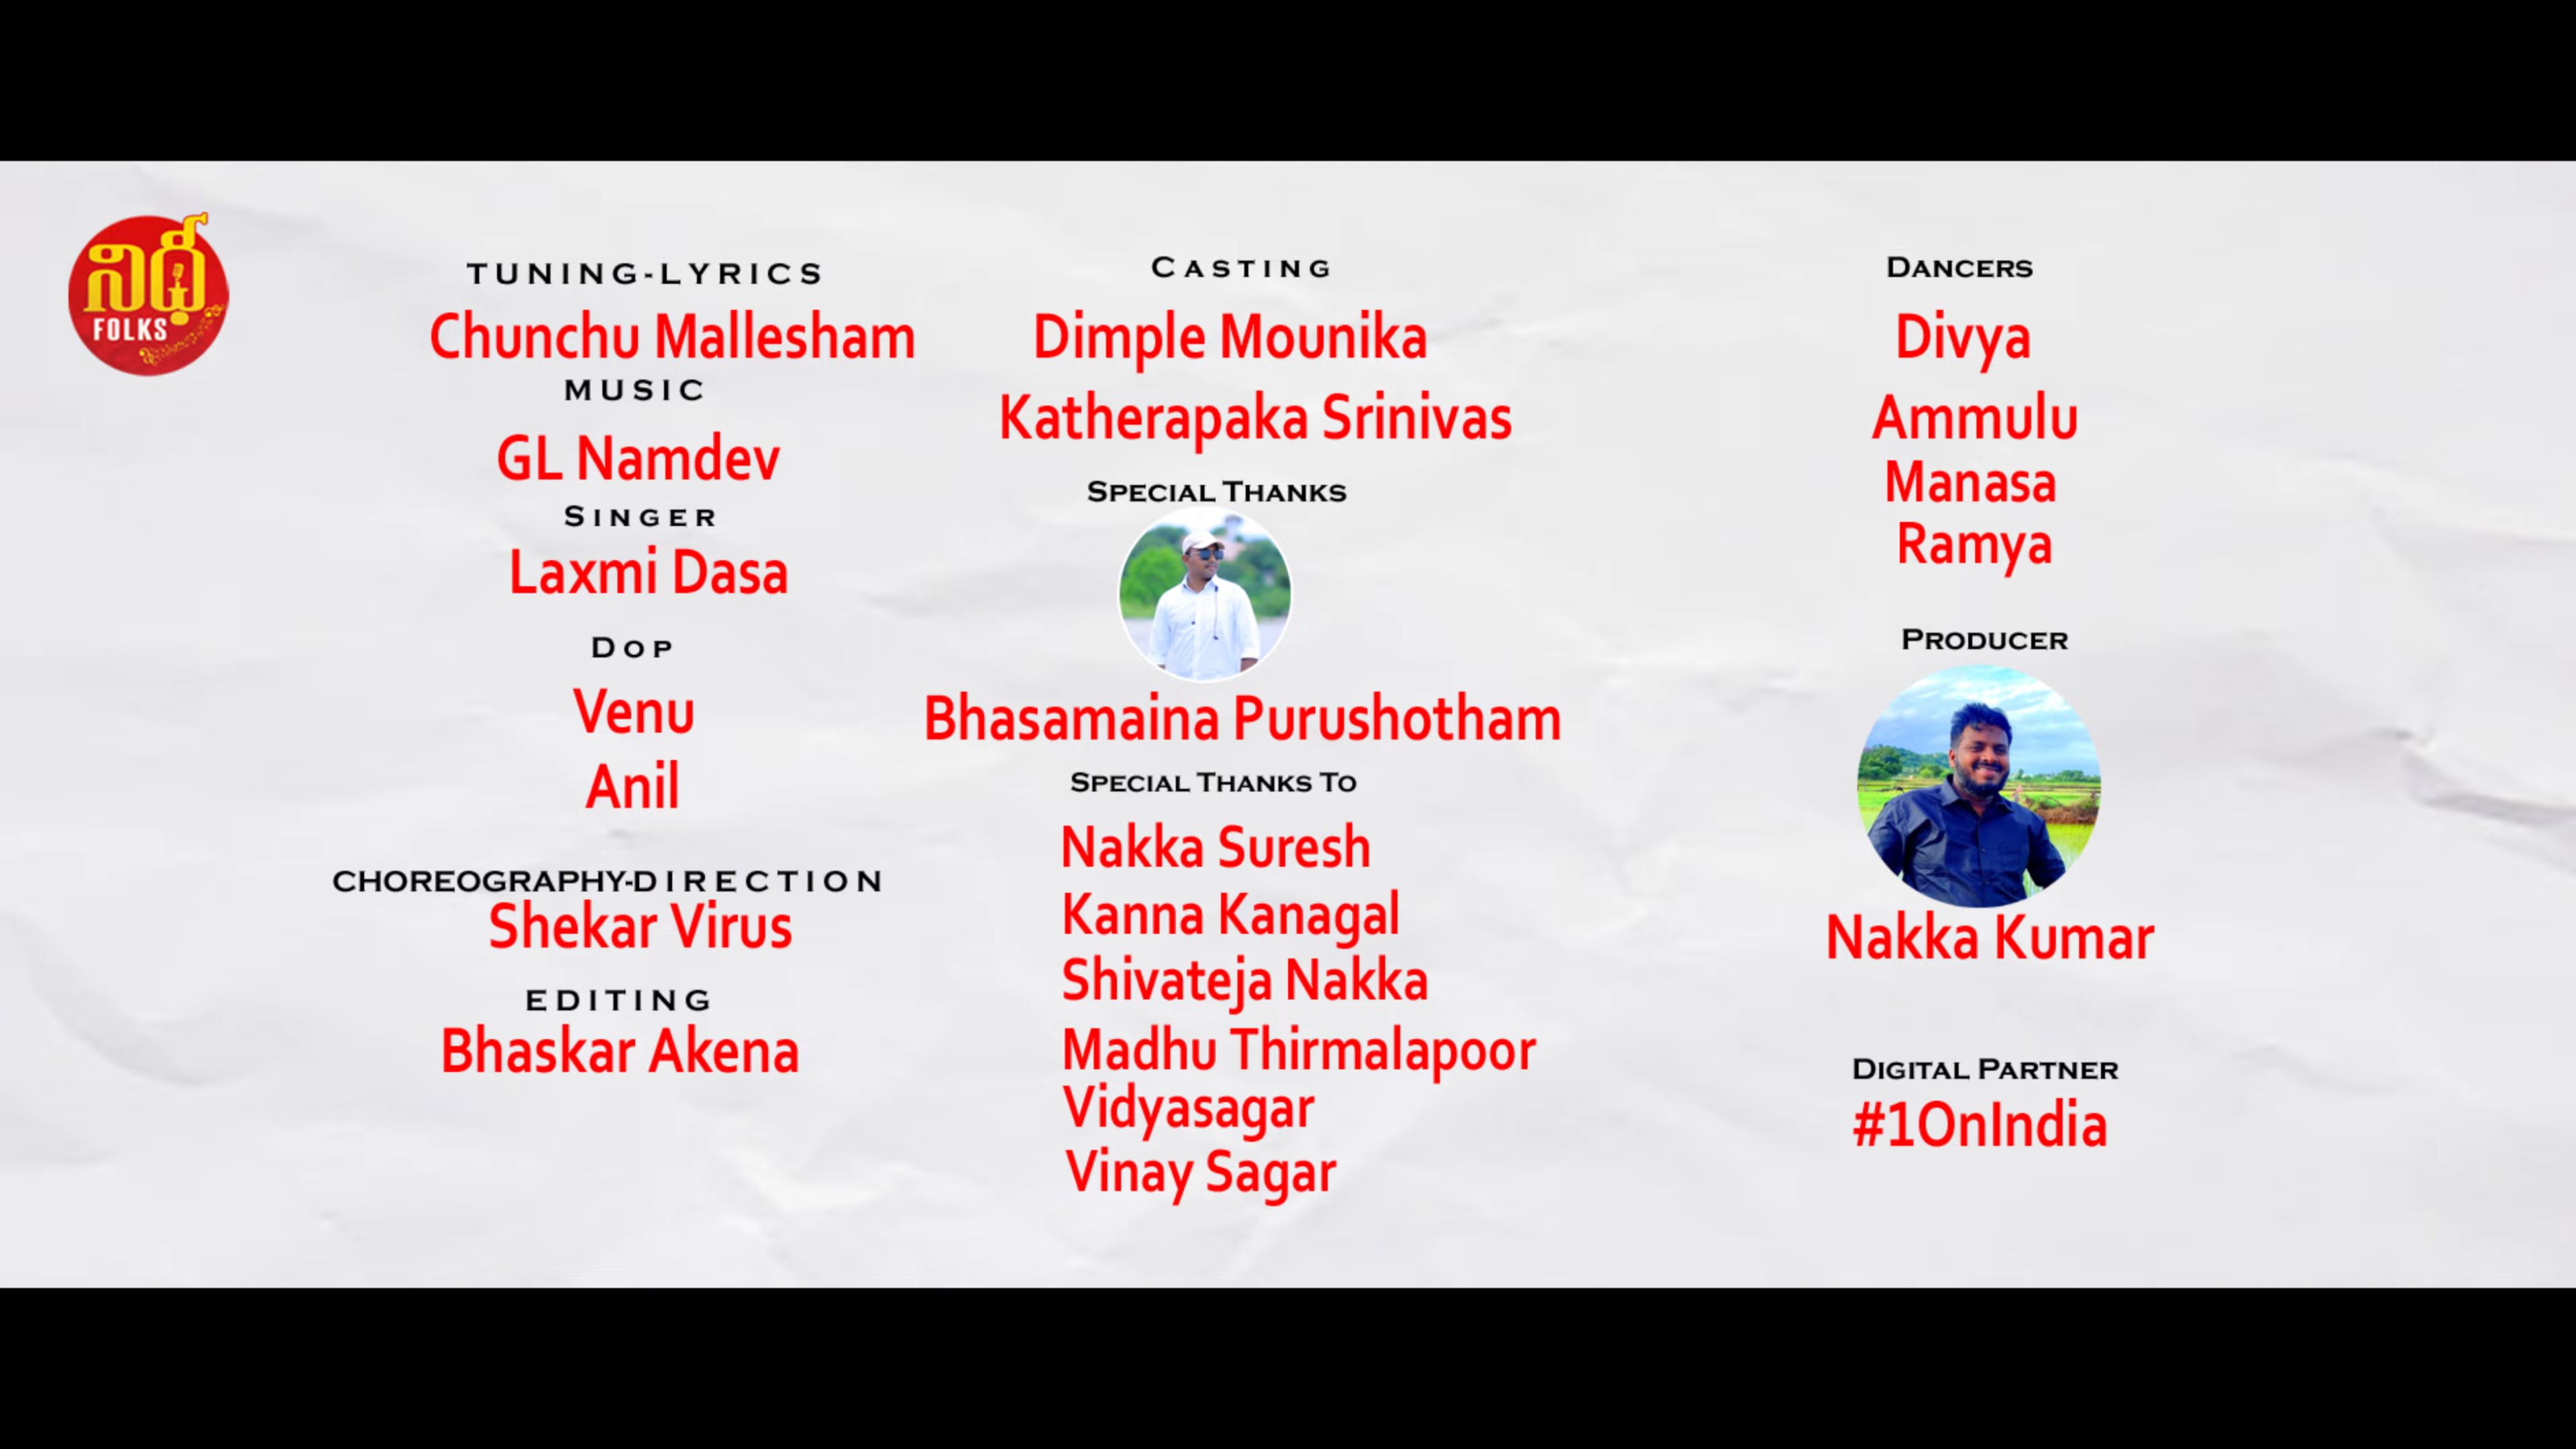 నిధి
FOLKS
TUNING-LYRICS
Chunchu Mallesham
MUSIC
GL Namdev
SINGER
Laxmi Dasa
DOP
Venu
Anil
CHOREOGRAPHY-DIRECTION
Shekar Virus
EDITING
Bhaskar Akena
CASTING
Dimple Mounika
Katherapaka Srinivas
SPECIAL THANKS
Bhasamaina Purushotham
SPECIAL THANKS TO
Nakka Suresh
Kanna Kanagal
Shivateja Nakka
Madhu Thirmalapoor
Vidyasagar
Vinay Sagar
DANCERS
Divya
Ammulu
Manasa
Ramya
PRODUCER
Nakka Kumar
DIGITAL PARTNER
#1OnIndia